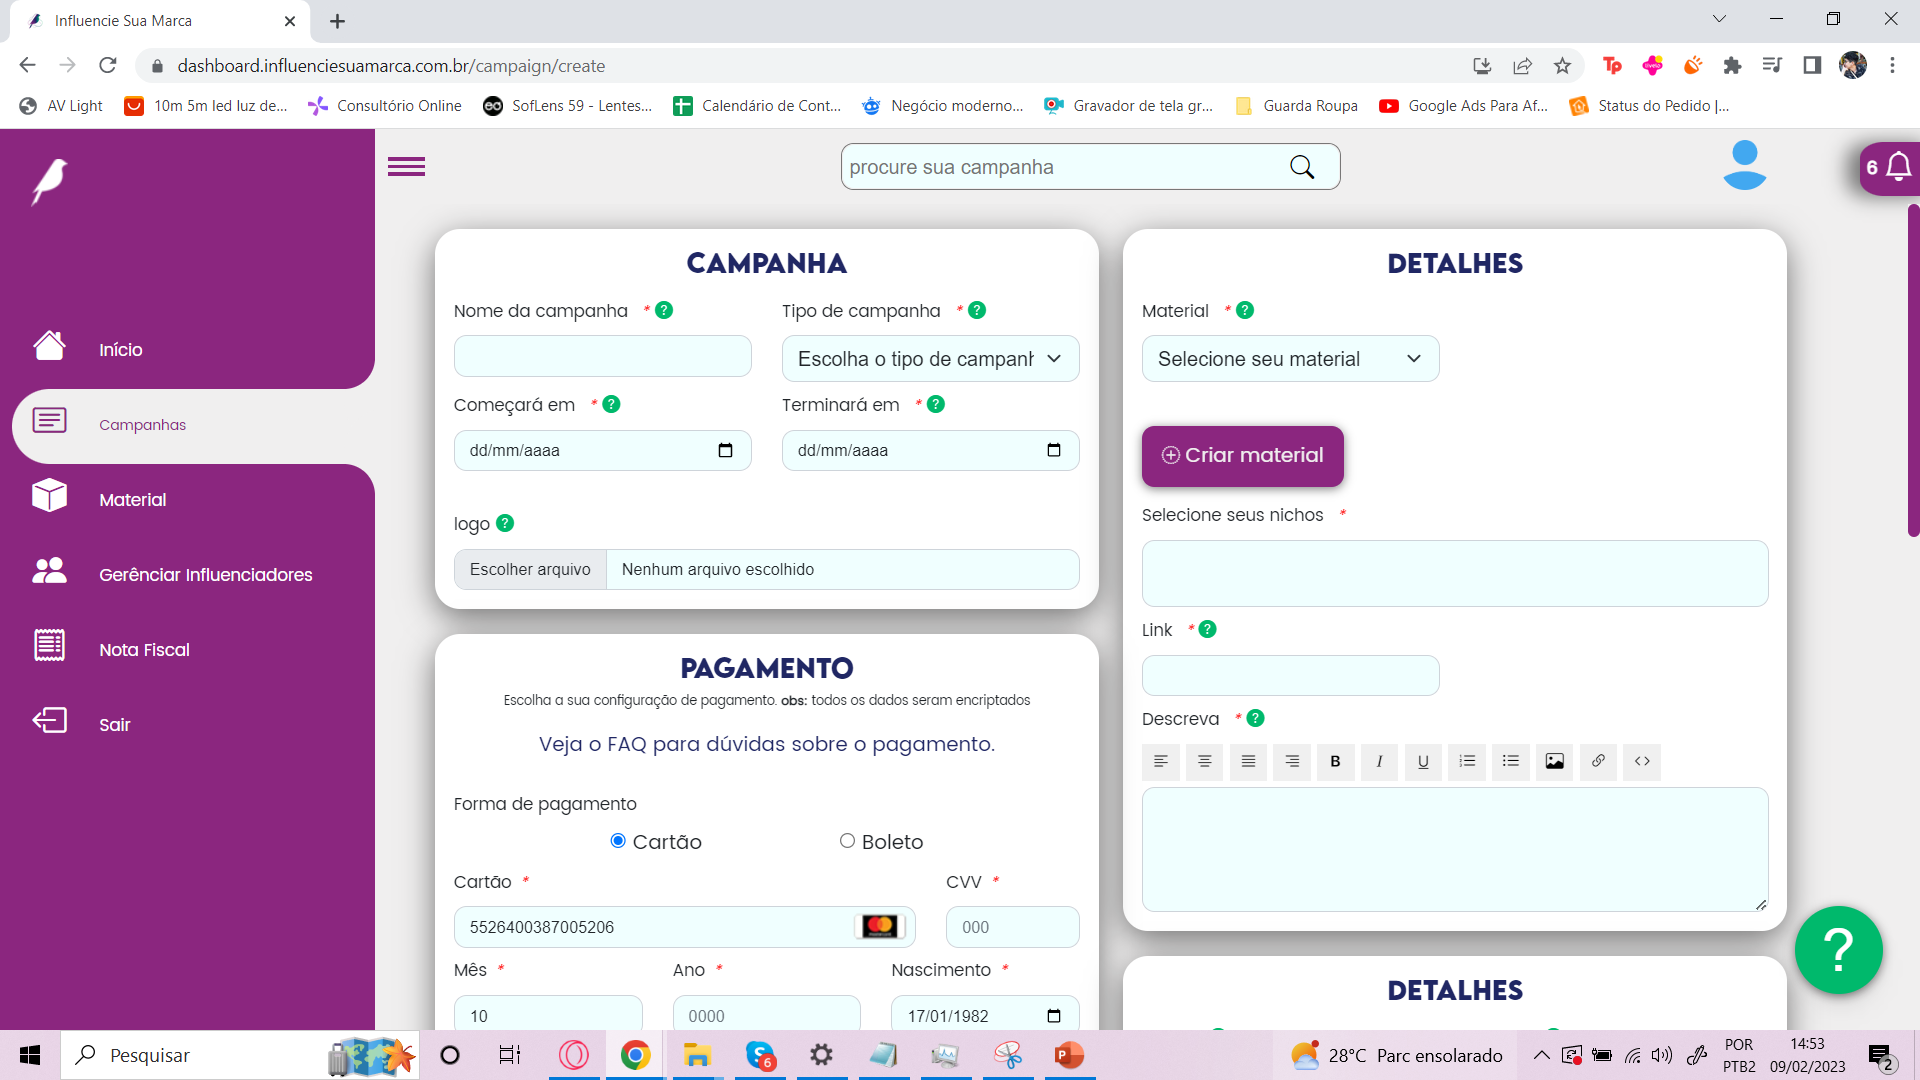 Influencie Sua Marca
dashboard.influenciesuamarca.com.br/campaign/create
AV Light
10m 5m led luz de...
Consultório Online
SofLens 59 - Lentes...
Calendário de Cont...
Negócio moderno...
Gravador de tela gr...
Guarda Roupa
Google Ads Para Af...
Status do Pedido |...
procure sua campanha
6
Início
Campanhas
Material
Gerênciar Influenciadores
Nota Fiscal
Sair
CAMPANHA
Nome da campanha * ?
Tipo de campanha * ?
Escolha o tipo de campanh
Começará em * ?
Terminará em * ?
dd/mm/aaaa
dd/mm/aaaa
logo ?
Escolher arquivo
Nenhum arquivo escolhido
PAGAMENTO
Escolha a sua configuração de pagamento. obs: todos os dados seram encriptados
Veja o FAQ para dúvidas sobre o pagamento.
Forma de pagamento
Cartão
Boleto
Cartão *
CVV *
5526400387005206
000
Mês *
Ano *
Nascimento *
10
0000
17/01/1982
DETALHES
Material * ?
Selecione seu material
Criar material
Selecione seus nichos *
Link * ?
Descreva * ?
B
I
U
?
DETALHES
Pesquisar
6
28°C Parc ensolarado
POR
PTB2
14:53
09/02/2023
2